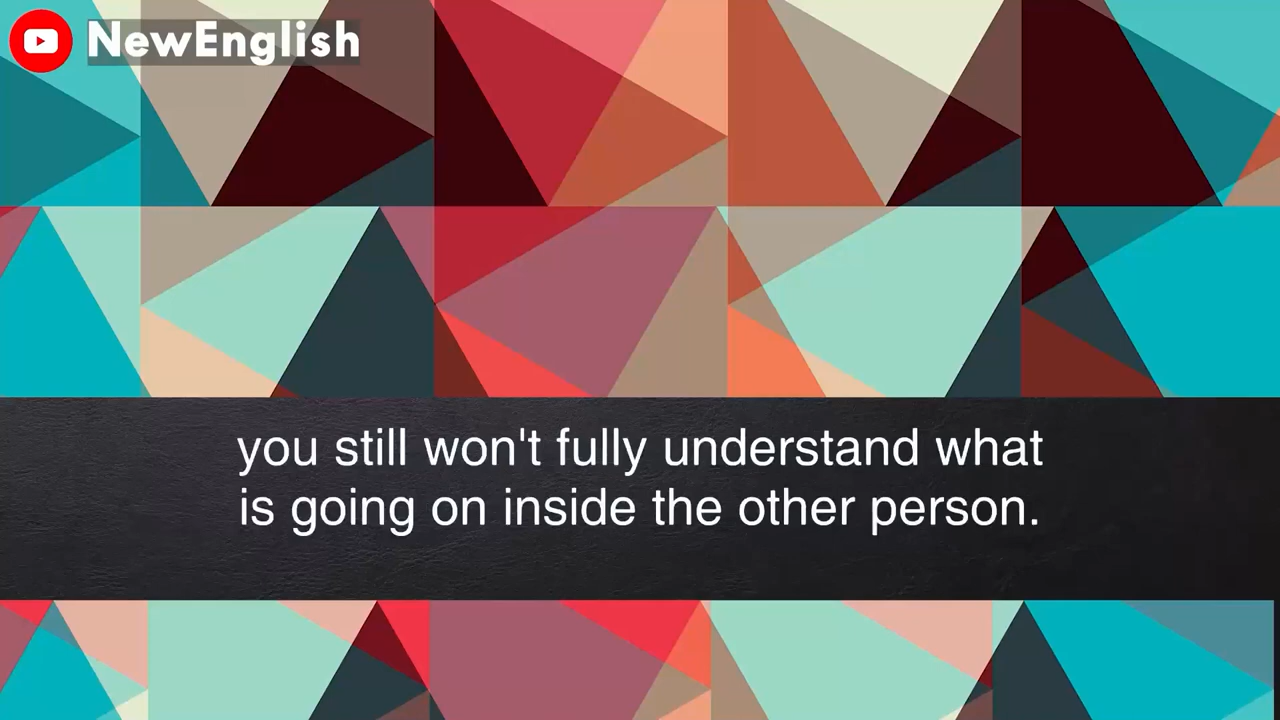 NewEnglish
you still won't fully understand what
is going on inside the other person.